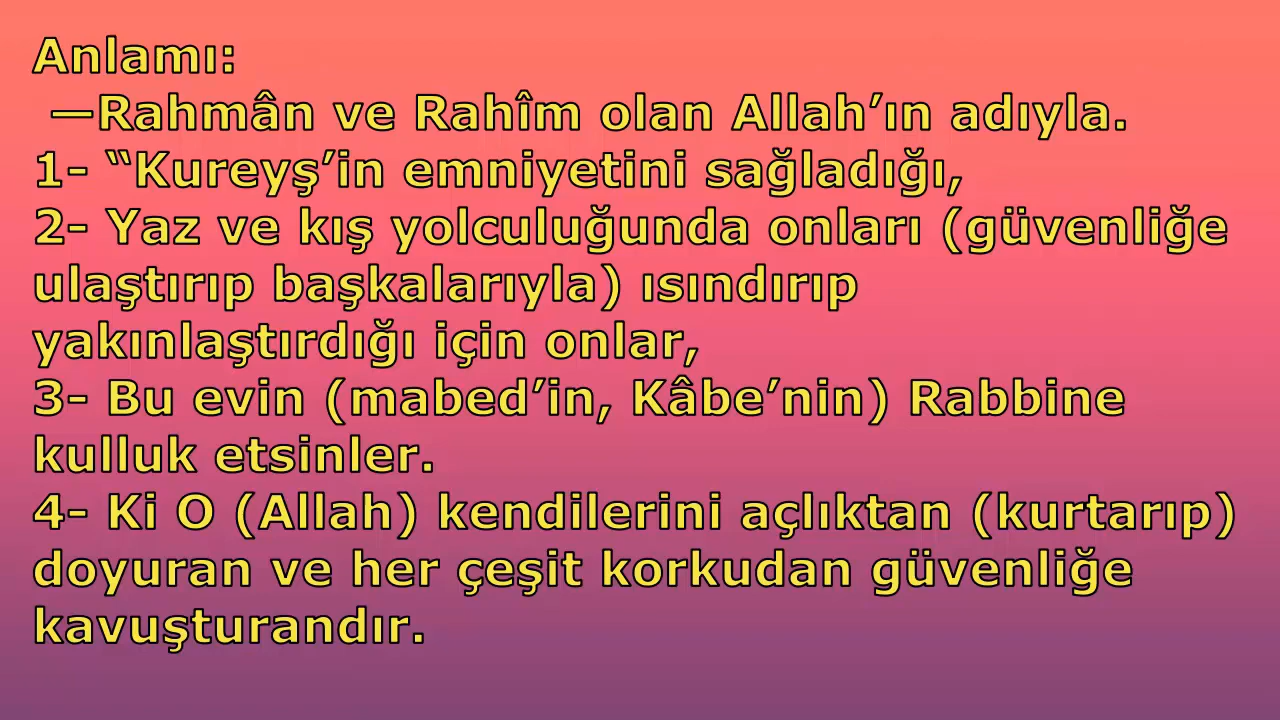 Anlamı:
—Rahmân ve Rahîm olan Allah’ın adıyla.
1- “Kureyş’in emniyetini sağladığı,
2- Yaz ve kış yolculuğunda onları (güvenliğe
ulaştırıp başkalarıyla) ısındırıp
yakınlaştırdığı için onlar,
3- Bu evin (mabed’in, Kâbe’nin) Rabbine
kulluk etsinler.
4- Ki O (Allah) kendilerini açlıktan (kurtarıp)
doyuran ve her çeşit korkudan güvenliğe
kavuşturandır.